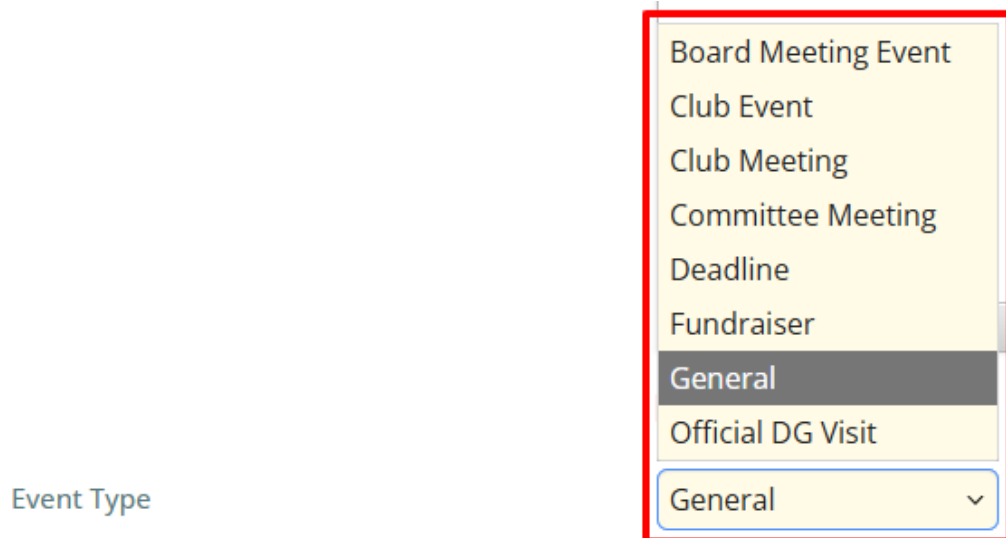 Board Meeting Event
Club Event
Club Meeting
Committee Meeting
Deadline
Fundraiser
General
Official DG Visit
Event Type General